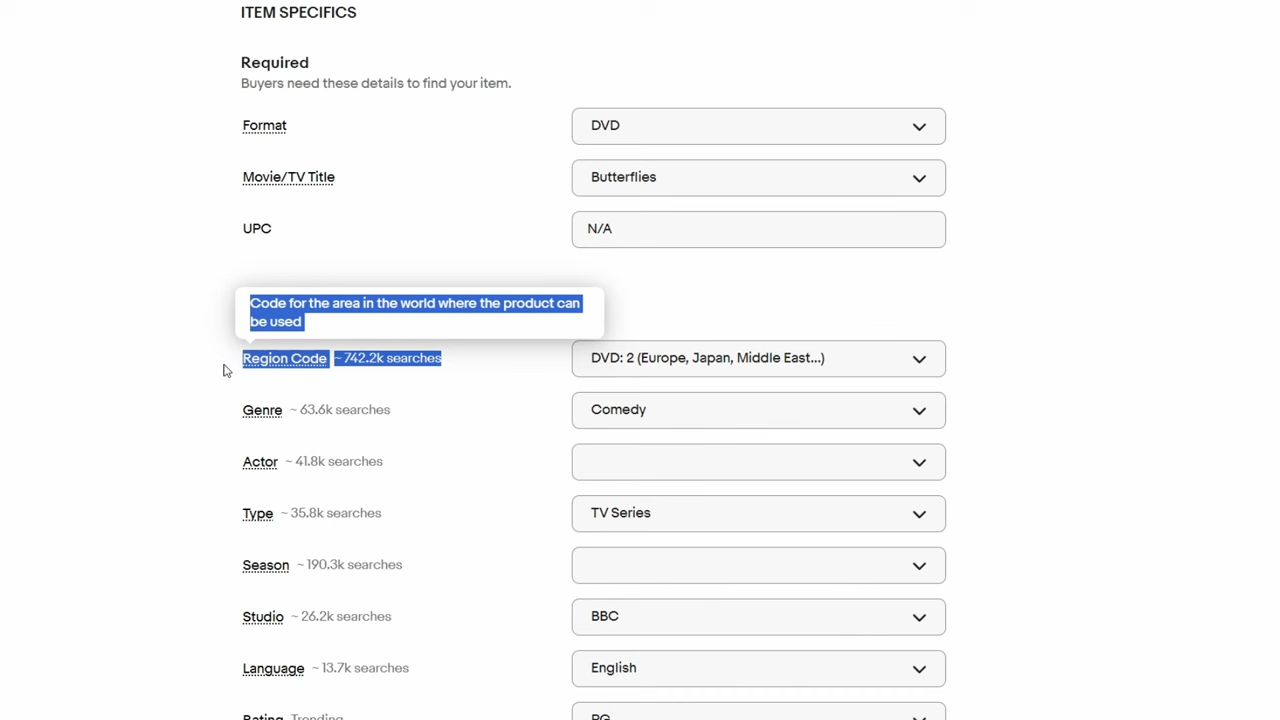 ITEM SPECIFICS
Required
Buyers need these details to find your item.
Format
DVD
Movie/TV Title
Butterflies
UPC
N/A
Code for the area in the world where the product can
be used
Region Code ~ 742.2k searches
DVD: 2 (Europe, Japan, Middle East...)
Genre ~ 63.6k searches
Comedy
Actor ~ 41.8k searches
Type ~ 35.8k searches
TV Series
Season ~ 190.3k searches
Studio ~ 26.2k searches
BBC
Language ~ 13.7k searches
English
Rating Trending
PG